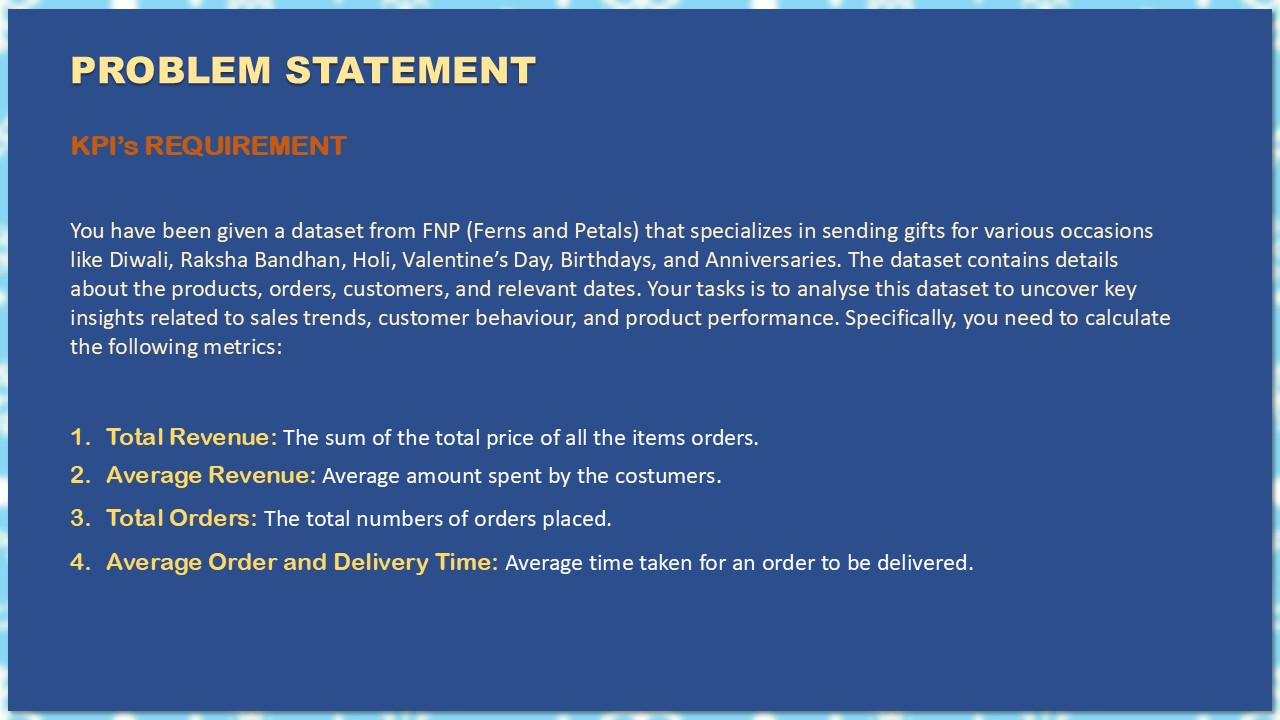 PROBLEM STATEMENT
KPI’s REQUIREMENT
You have been given a dataset from FNP (Ferns and Petals) that specializes in sending gifts for various occasions
like Diwali, Raksha Bandhan, Holi, Valentine’s Day, Birthdays, and Anniversaries. The dataset contains details
about the products, orders, customers, and relevant dates. Your tasks is to analyse this dataset to uncover key
insights related to sales trends, customer behaviour, and product performance. Specifically, you need to calculate
the following metrics:
1. Total Revenue: The sum of the total price of all the items orders.
2. Average Revenue: Average amount spent by the costumers.
3. Total Orders: The total numbers of orders placed.
4. Average Order and Delivery Time: Average time taken for an order to be delivered.